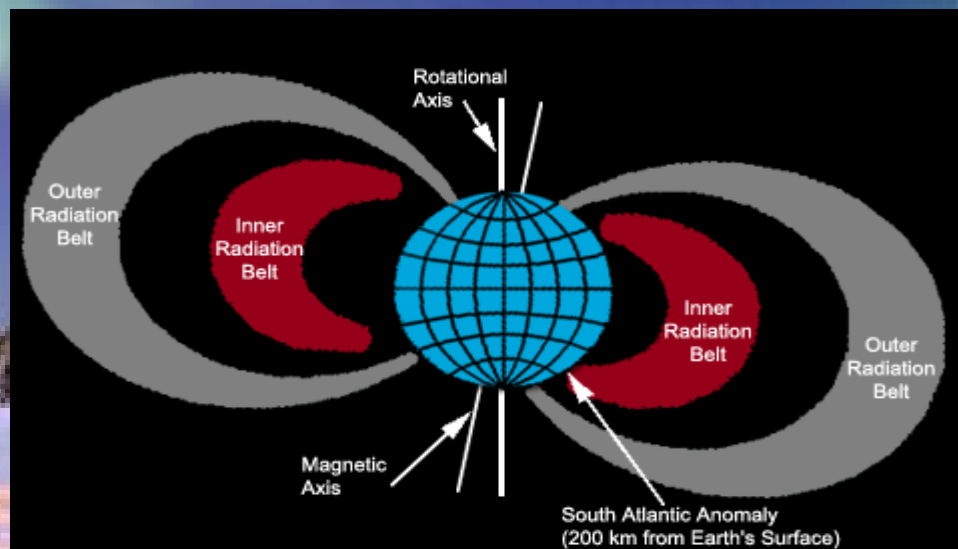 Rotational
Axis
Outer
Radiation
Belt
Inner
Radiation
Belt
Inner
Radiation
Belt
Outer
Radiation
Belt
Magnetic
Axis
South Atlantic Anomaly
(200 km from Earth's Surface)